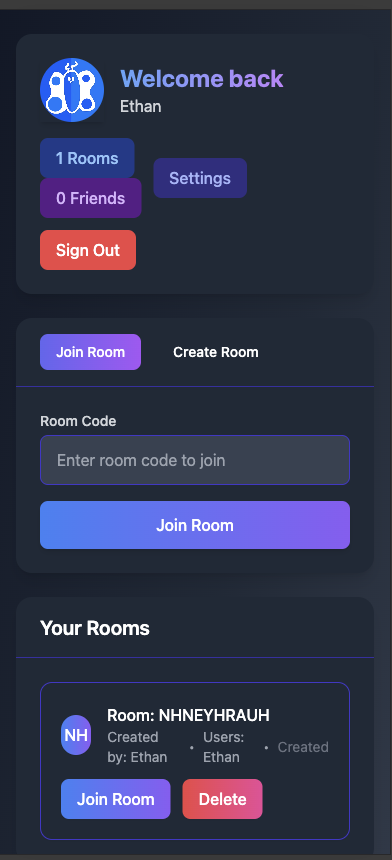 Welcome back
Ethan
1 Rooms
0 Friends
Settings
Sign Out
Join Room
Create Room
Room Code
Enter room code to join
Join Room
Your Rooms
NH
Room: NHNEYHRAUH
Created by: Ethan
•
Users: Ethan
•
Created
Join Room
Delete